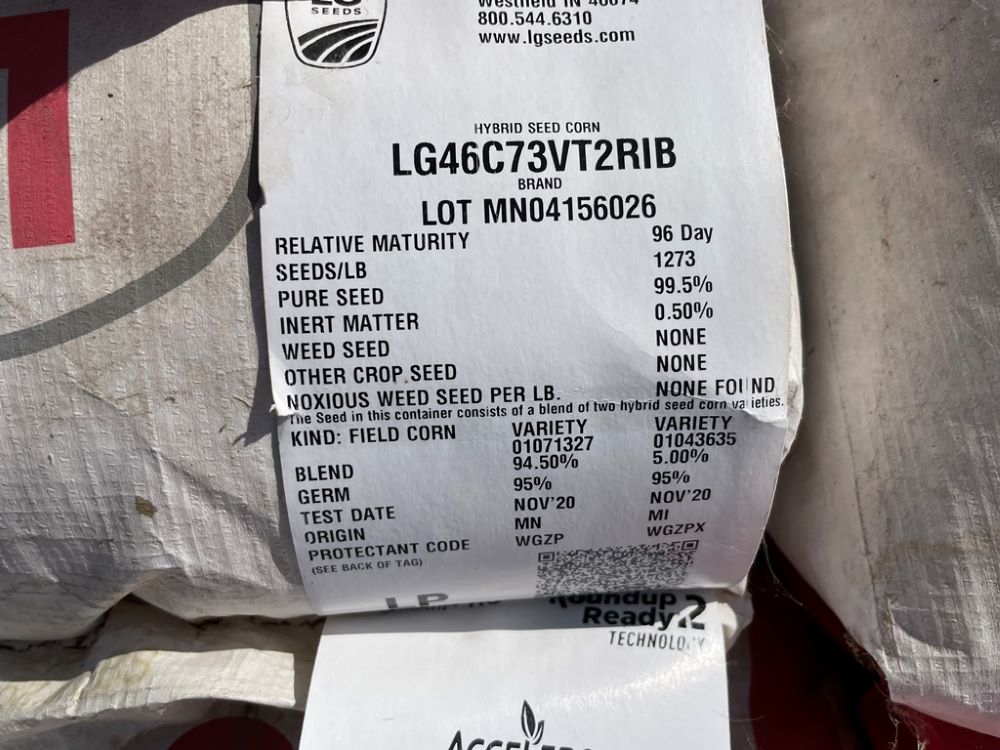 SEEDS
Westfield IN 46074
800.544.6310
www.lgseeds.com
HYBRID SEED CORN
LG46C73VT2RIB
BRAND
LOT MN04156026
RELATIVE MATURITY 96 Day
SEEDS/LB 1273
PURE SEED 99.5%
INERT MATTER 0.50%
WEED SEED NONE
OTHER CROP SEED NONE
NOXIOUS WEED SEED PER LB. NONE FOUND
The Seed in this container consists of a blend of two hybrid seed corn varieties.
KIND: FIELD CORN VARIETY VARIETY
01071327 01043635
BLEND 94.50% 5.00%
GERM 95% 95%
TEST DATE NOV'20 NOV'20
ORIGIN MN MI
PROTECTANT CODE WGZP WGZPX
(SEE BACK OF TAG)
Roundup
Ready 2
TECHNOLOGY